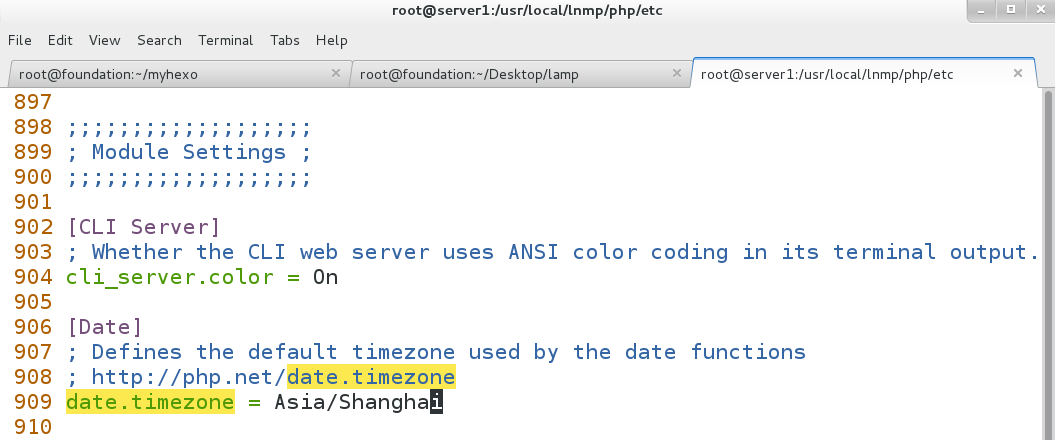 root@server1:/usr/local/lnmp/php/etc
File Edit View Search Terminal Tabs Help
root@foundation:~/myhexo × root@foundation:~/Desktop/lamp × root@server1:/usr/local/lnmp/php/etc ×
897
898 ;;;;;;;;;;;;;;;;;;;
899 ; Module Settings ;
900 ;;;;;;;;;;;;;;;;;;;
901
902 [CLI Server]
903 ; Whether the CLI web server uses ANSI color coding in its terminal output.
904 cli_server.color = On
905
906 [Date]
907 ; Defines the default timezone used by the date functions
908 ; http://php.net/date.timezone
909 date.timezone = Asia/Shanghai
910